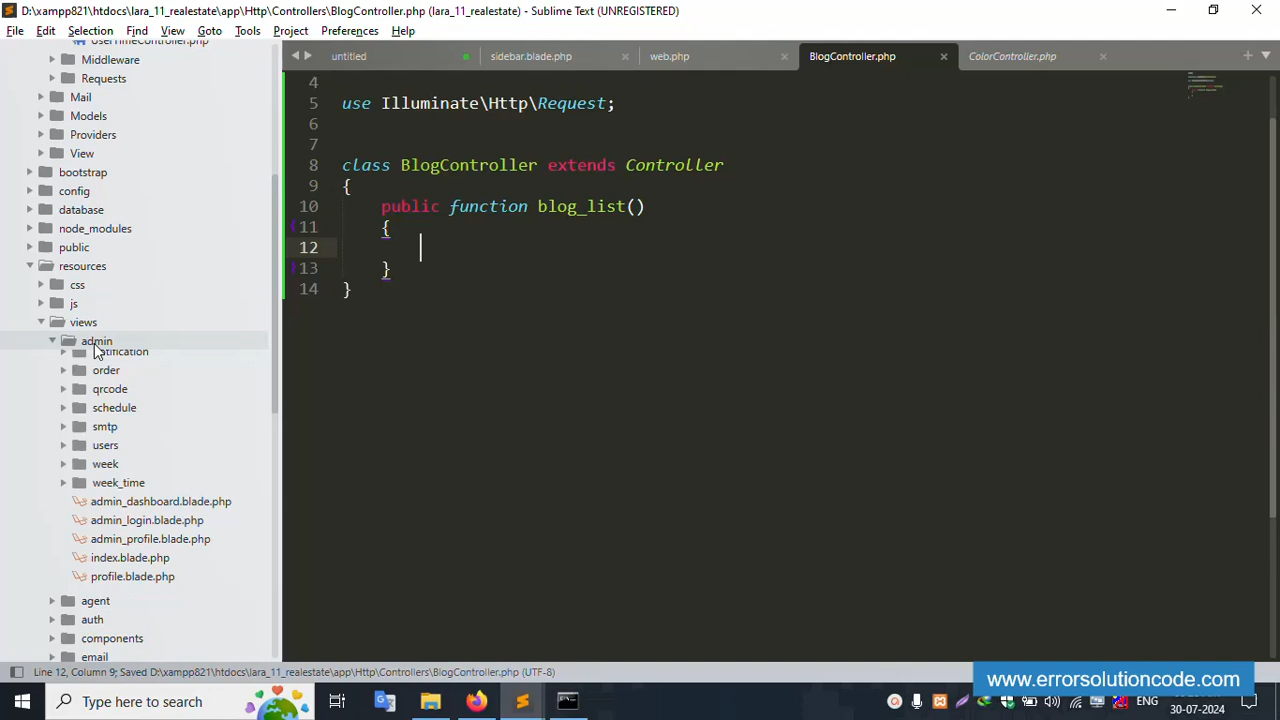 D:\xampp821\htdocs\lara_11_realestate\app\Http\Controllers\BlogController.php (lara_11_realestate) - Sublime Text (UNREGISTERED)
File Edit Selection Find View Goto Tools Project Preferences Help
untitled sidebar.blade.php web.php BlogController.php ColorController.php
Middleware
Requests
Mail
Models
Providers
View
bootstrap
config
database
node_modules
public
resources
css
js
views
admin
order
qrcode
schedule
smtp
users
week
week_time
admin_dashboard.blade.php
admin_login.blade.php
admin_profile.blade.php
index.blade.php
profile.blade.php
agent
auth
components
email
4
5 use Illuminate\Http\Request;
6
7
8 class BlogController extends Controller
9 {
10 public function blog_list()
11 {
12
13 }
14 }
Line 12, Column 9; Saved D:\xampp821\htdocs\lara_11_realestate\app\Http\Controllers\BlogController.php (UTF-8)
www.errorsolutioncode.com
Type here to search
ENG
30-07-2024